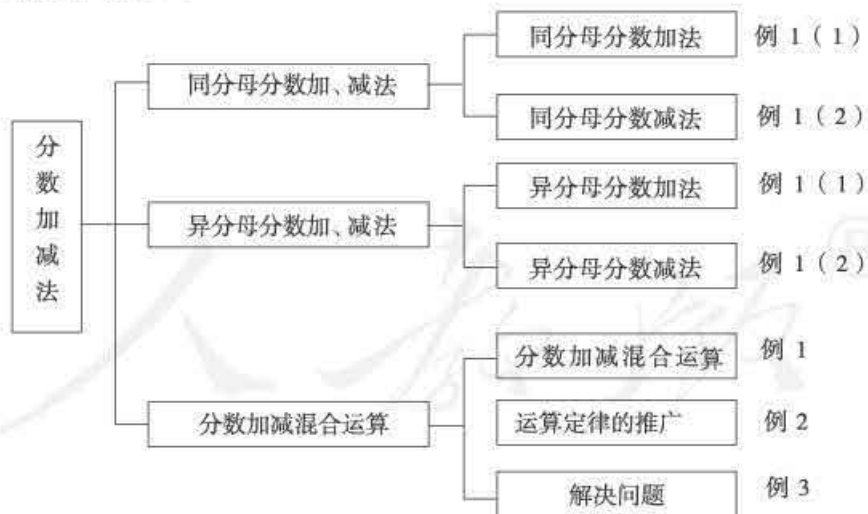 分数加减法
同分母分数加、减法
同分母分数加法 例 1（1）
同分母分数减法 例 1（2）
异分母分数加、减法
异分母分数加法 例 1（1）
异分母分数减法 例 1（2）
分数加减混合运算
分数加减混合运算 例 1
运算定律的推广 例 2
解决问题 例 3